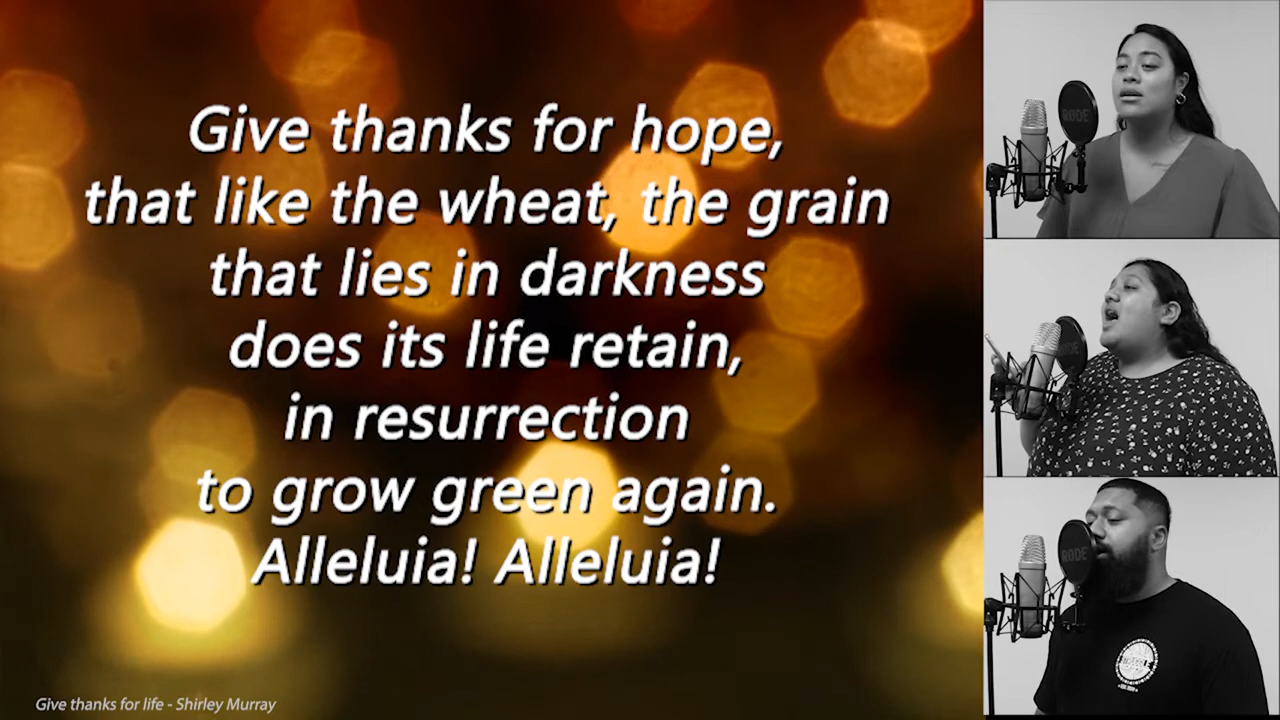 Give thanks for hope,
that like the wheat, the grain
that lies in darkness
does its life retain,
in resurrection
to grow green again.
Alleluia! Alleluia!
Give thanks for life - Shirley Murray
RØDE
RØDE